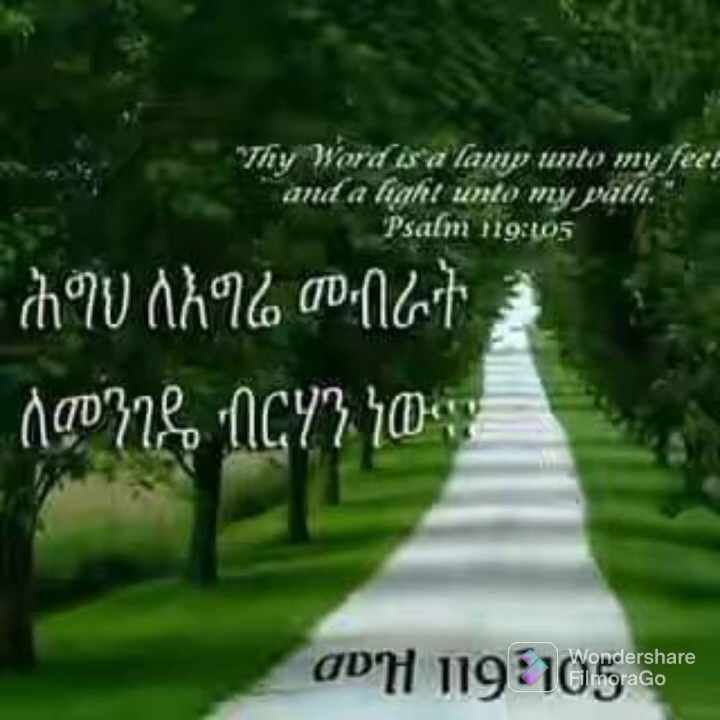 "Thy Word is a lamp unto my feet
and a light unto my path."
Psalm 119:105
ሕግህ ለእግሬ መብራት
ለመንገዴ ብርሃን ነው፡፡
መዝ 119፡105
Wondershare
FilmoraGo